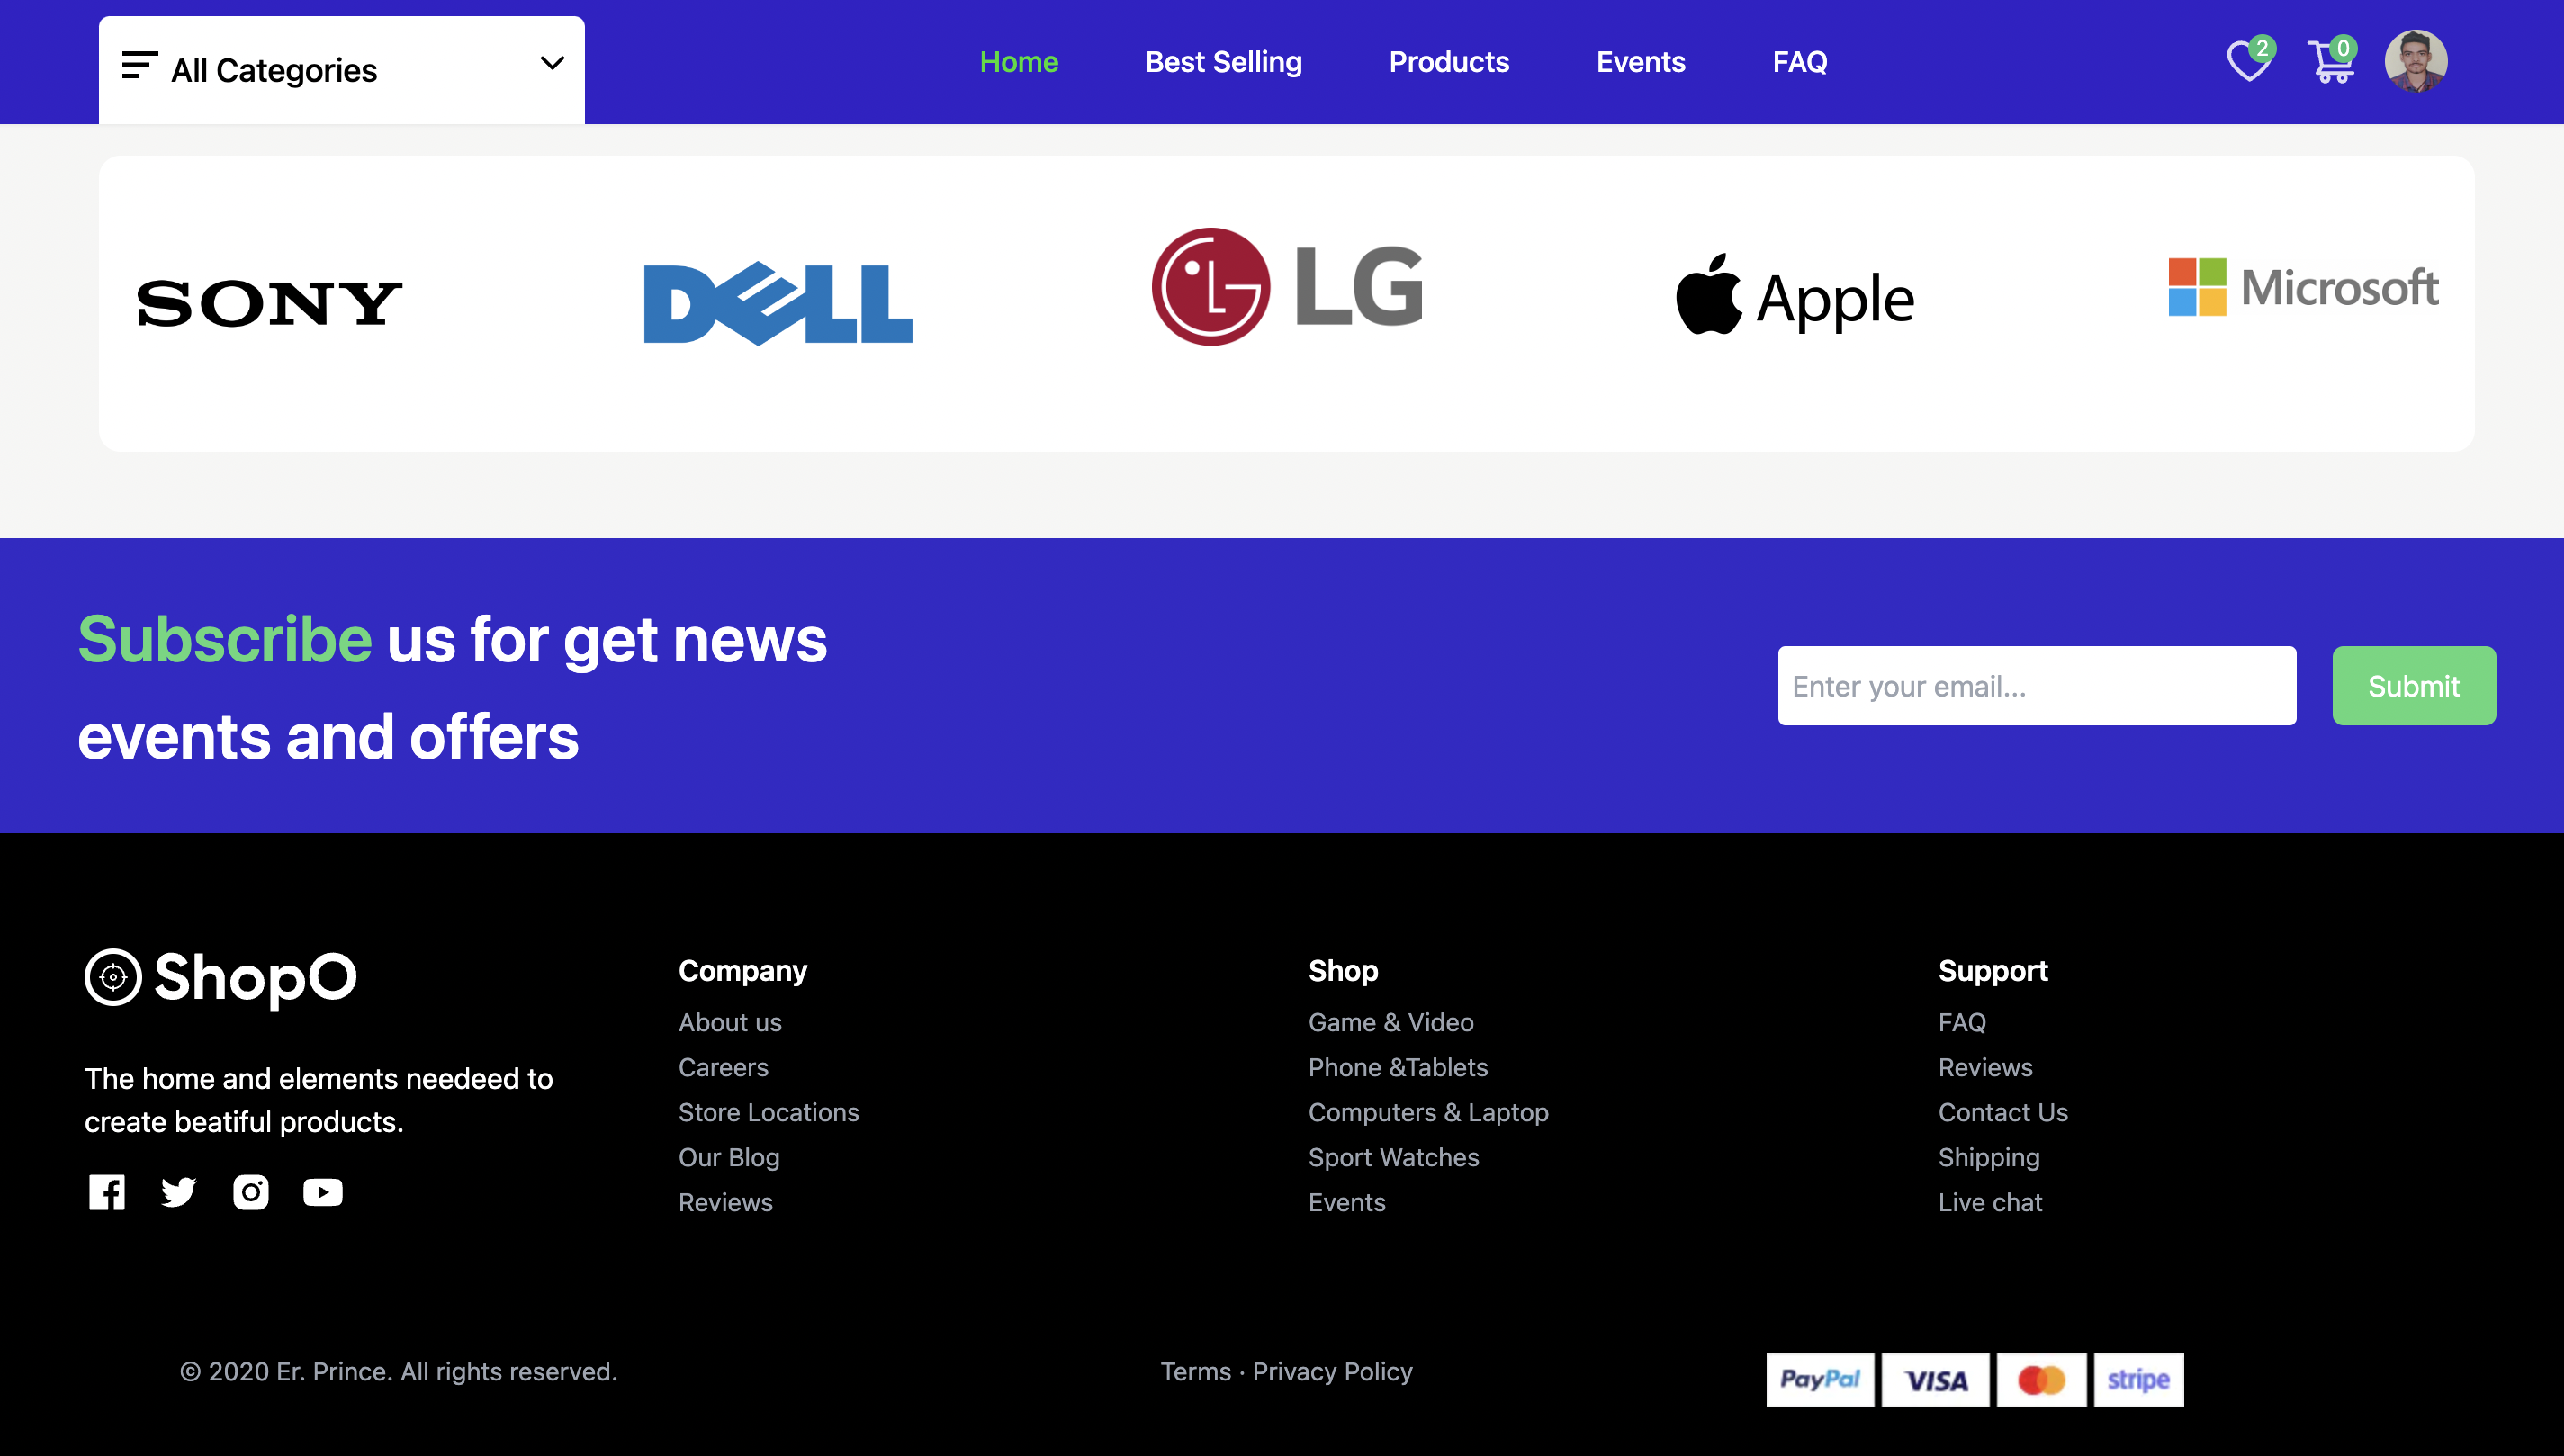 All Categories
Home
Best Selling
Products
Events
FAQ
2
0
SONY
DELL
LG LG
Apple
Microsoft
Subscribe us for get news
events and offers
Enter your email...
Submit
ShopO
The home and elements needeed to
create beatiful products.
Company
About us
Careers
Store Locations
Our Blog
Reviews
Shop
Game & Video
Phone &Tablets
Computers & Laptop
Sport Watches
Events
Support
FAQ
Reviews
Contact Us
Shipping
Live chat
© 2020 Er. Prince. All rights reserved.
Terms · Privacy Policy
PayPal
VISA
stripe